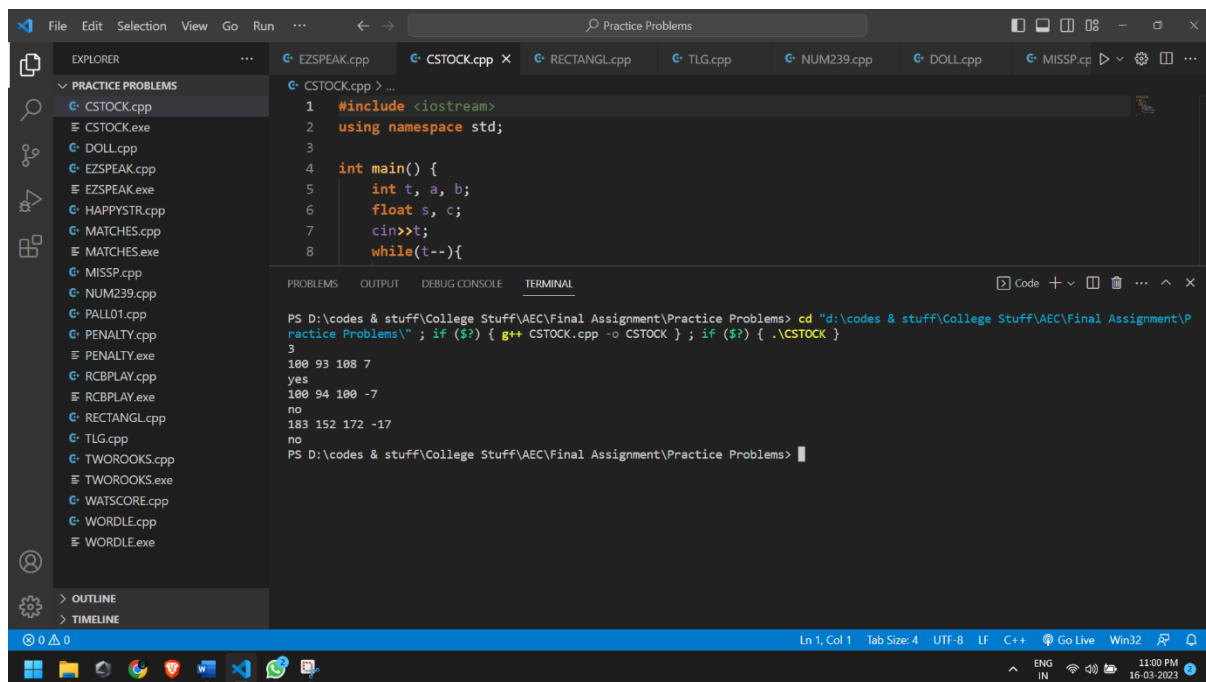 File Edit Selection View Go Run ··· Practice Problems
EXPLORER ···
PRACTICE PROBLEMS
CSTOCK.cpp
CSTOCK.exe
DOLL.cpp
EZSPEAK.cpp
EZSPEAK.exe
HAPPYSTR.cpp
MATCHES.cpp
MATCHES.exe
MISSP.cpp
NUM239.cpp
PALL01.cpp
PENALTY.cpp
PENALTY.exe
RCBPLAY.cpp
RCBPLAY.exe
RECTANGL.cpp
TLG.cpp
TWOROOKS.cpp
TWOROOKS.exe
WATSCORE.cpp
WORDLE.cpp
WORDLE.exe
OUTLINE
TIMELINE
EZSPEAK.cpp CSTOCK.cpp RECTANGL.cpp TLG.cpp NUM239.cpp DOLL.cpp MISSP.cp
CSTOCK.cpp > ...
1 #include <iostream>
2 using namespace std;
3
4 int main() {
5 int t, a, b;
6 float s, c;
7 cin>>t;
8 while(t--){
PROBLEMS OUTPUT DEBUG CONSOLE TERMINAL Code
PS D:\codes & stuff\College Stuff\AEC\Final Assignment\Practice Problems> cd "d:\codes & stuff\College Stuff\AEC\Final Assignment\P
ractice Problems\" ; if ($?) { g++ CSTOCK.cpp -o CSTOCK } ; if ($?) { .\CSTOCK }
3
100 93 108 7
yes
100 94 100 -7
no
183 152 172 -17
no
PS D:\codes & stuff\College Stuff\AEC\Final Assignment\Practice Problems>
0 0 Ln 1, Col 1 Tab Size: 4 UTF-8 LF C++ Go Live Win32
ENG 11:00 PM
IN 16-03-2023 2